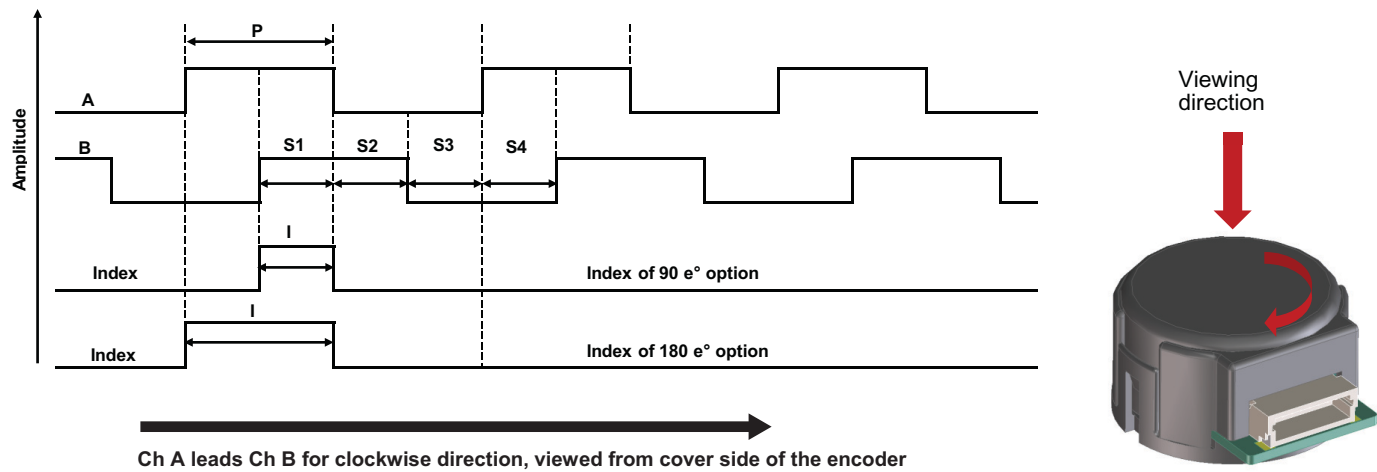 P
A
Viewing
direction
Amplitude
B
S1 S2 S3 S4
I
Index
Index of 90 e° option
I
Index
Index of 180 e° option
Ch A leads Ch B for clockwise direction, viewed from cover side of the encoder